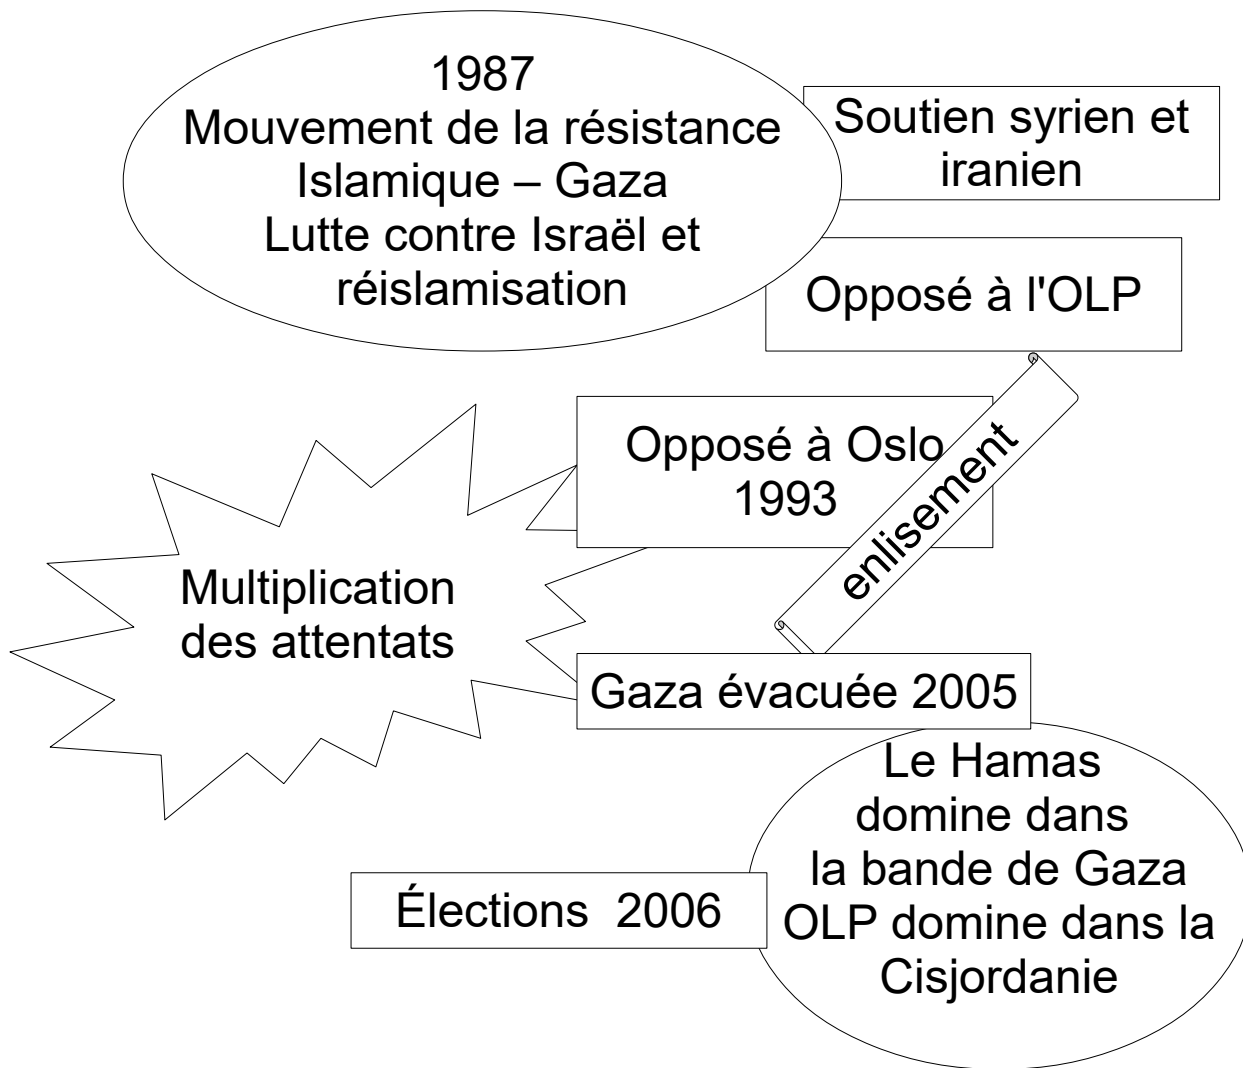 1987
Mouvement de la résistance
Islamique – Gaza
Lutte contre Israël et
réislamisation
Soutien syrien et
iranien
Opposé à l'OLP
Opposé à Oslo
1993
enlisement
Multiplication
des attentats
Gaza évacuée 2005
Le Hamas
domine dans
la bande de Gaza
OLP domine dans la
Cisjordanie
Élections  2006